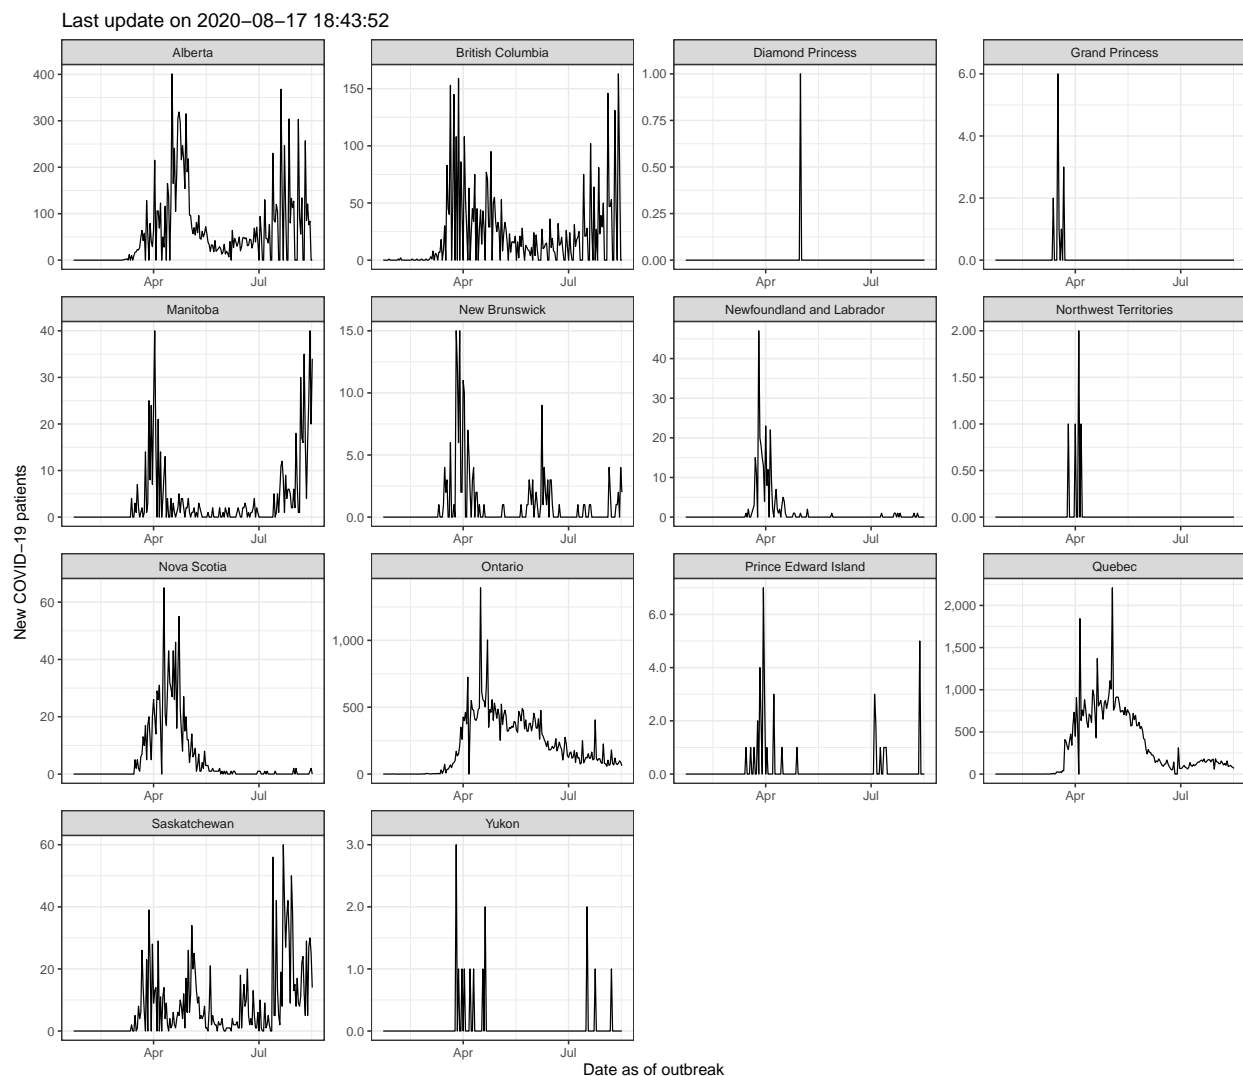 Last update on 2020−08−17 18:43:52
Alberta
British Columbia
Diamond Princess
Grand Princess
400
300
200
100
0
150
100
50
0
1.00
0.75
0.50
0.25
0.00
6.0
4.0
2.0
0.0
Apr Jul
Apr Jul
Apr Jul
Apr Jul
Manitoba
New Brunswick
Newfoundland and Labrador
Northwest Territories
40
30
20
10
0
15.0
10.0
5.0
0.0
40
30
20
10
0
2.00
1.50
1.00
0.50
0.00
Apr Jul
Apr Jul
Apr Jul
Apr Jul
New COVID−19 patients
Nova Scotia
Ontario
Prince Edward Island
Quebec
60
40
20
0
1,000
500
0
6.0
4.0
2.0
0.0
2,000
1,500
1,000
500
0
Apr Jul
Apr Jul
Apr Jul
Apr Jul
Saskatchewan
Yukon
60
40
20
0
3.0
2.0
1.0
0.0
Apr Jul
Apr Jul
Date as of outbreak